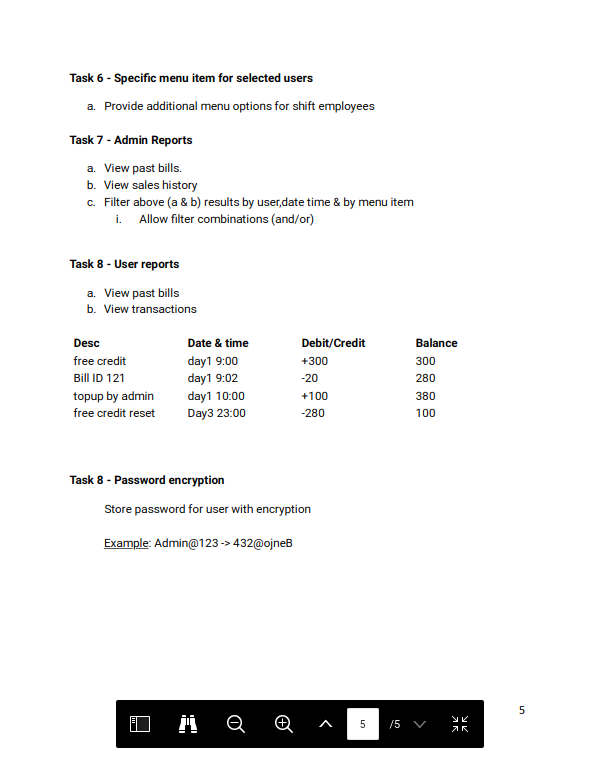 Task 6 - Specific menu item for selected users
a. Provide additional menu options for shift employees
Task 7 - Admin Reports
a. View past bills.
b. View sales history
c. Filter above (a & b) results by user,date time & by menu item
i. Allow filter combinations (and/or)
Task 8 - User reports
a. View past bills
b. View transactions
Desc Date & time Debit/Credit Balance
free credit day1 9:00 +300 300
Bill ID 121 day1 9:02 -20 280
topup by admin day1 10:00 +100 380
free credit reset Day3 23:00 -280 100
Task 8 - Password encryption
Store password for user with encryption
Example: Admin@123 -> 432@ojneB
5
5 /5